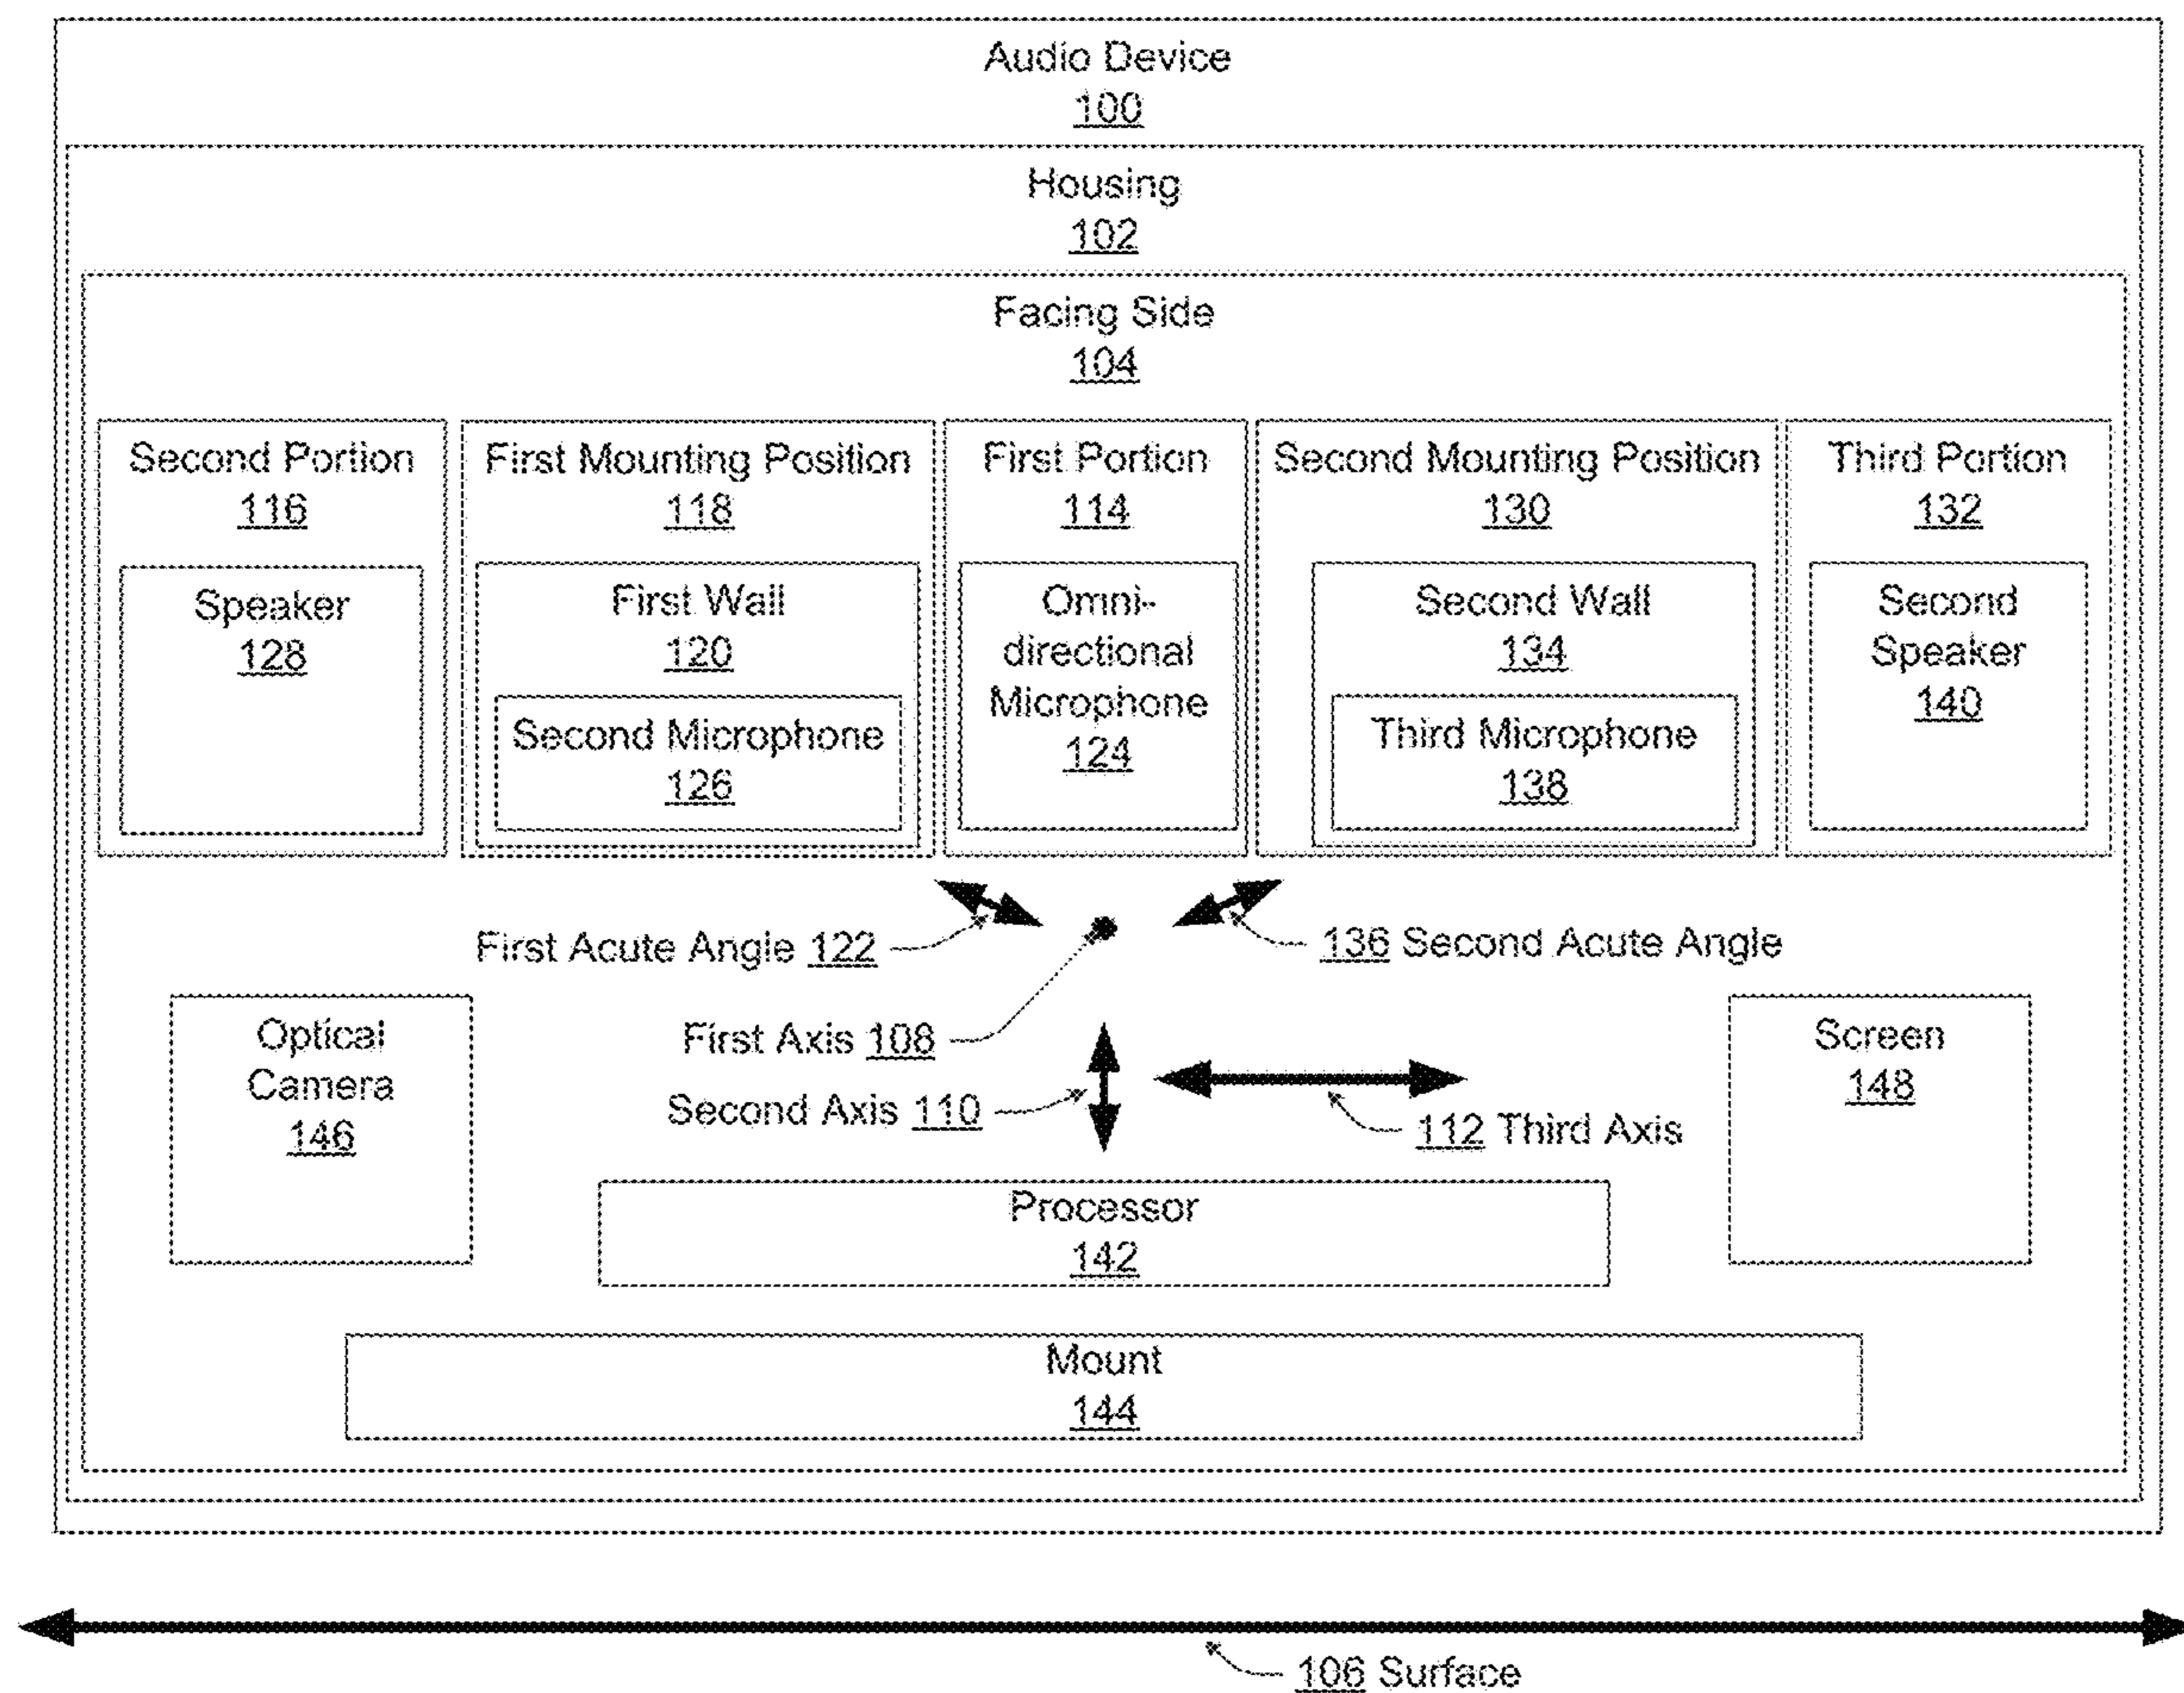 Audio Device
100
Housing
102
Facing Side
104
Second Portion
116
Speaker
128
First Mounting Position
118
First Wall
120
Second Microphone
126
First Portion
114
Omni-
directional
Microphone
124
Second Mounting Position
130
Second Wall
134
Third Microphone
138
Third Portion
132
Second
Speaker
140
First Acute Angle 122
136 Second Acute Angle
Optical
Camera
146
First Axis 108
Second Axis 110
112 Third Axis
Screen
148
Processor
142
Mount
144
106 Surface